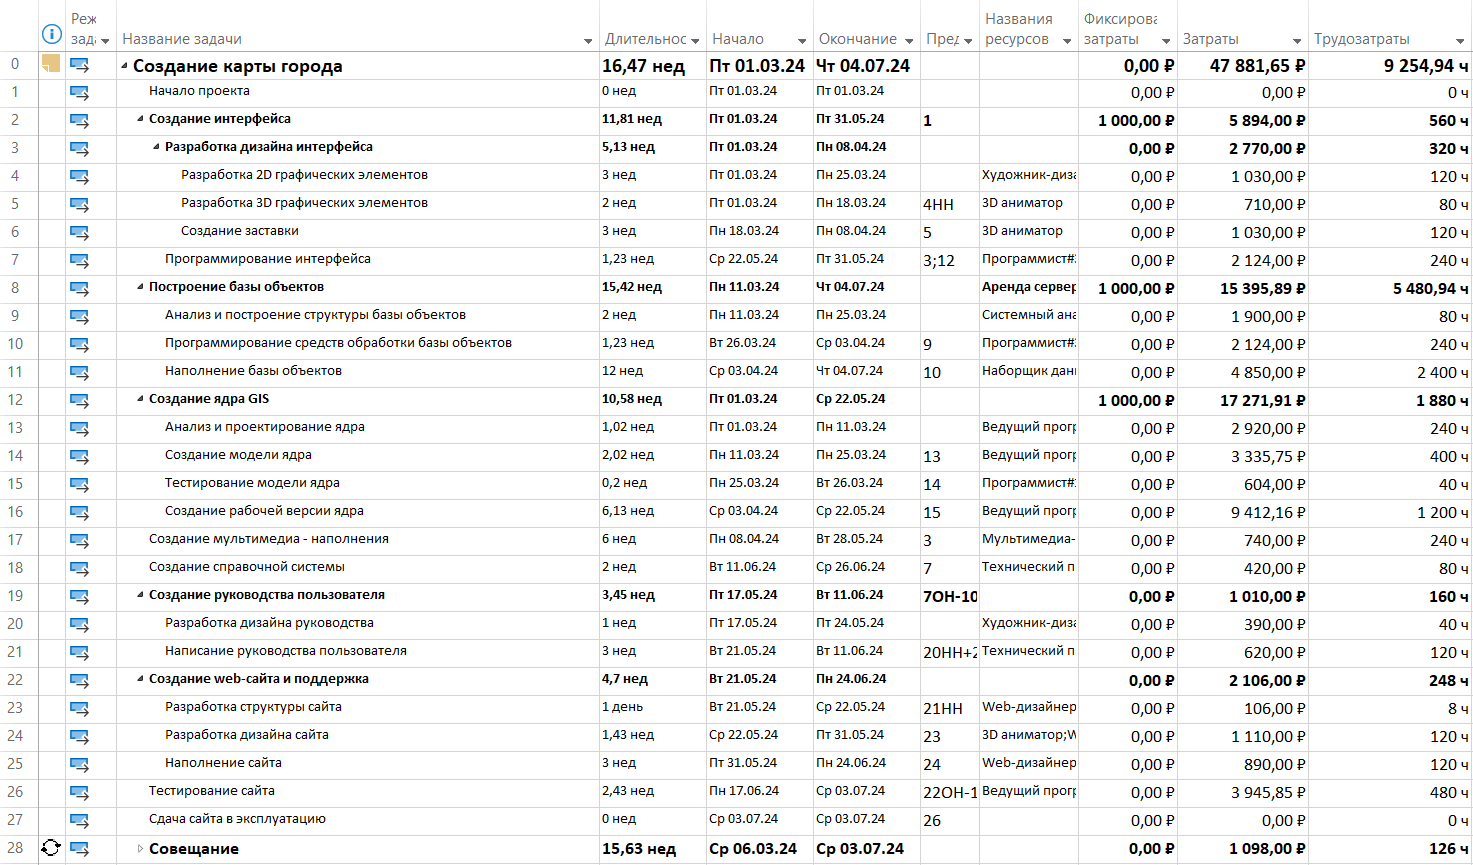 Реж зада Название задачи Длительнос Начало Окончание Пред Названия ресурсов Фиксирова затраты Затраты Трудозатраты
0 Создание карты города 16,47 нед Пт 01.03.24 Чт 04.07.24 0,00 ₽ 47 881,65 ₽ 9 254,94 ч
1 Начало проекта 0 нед Пт 01.03.24 Пт 01.03.24 0,00 ₽ 0,00 ₽ 0 ч
2 Создание интерфейса 11,81 нед Пт 01.03.24 Пт 31.05.24 1 1 000,00 ₽ 5 894,00 ₽ 560 ч
3 Разработка дизайна интерфейса 5,13 нед Пт 01.03.24 Пн 08.04.24 0,00 ₽ 2 770,00 ₽ 320 ч
4 Разработка 2D графических элементов 3 нед Пт 01.03.24 Пн 25.03.24 Художник-диза 0,00 ₽ 1 030,00 ₽ 120 ч
5 Разработка 3D графических элементов 2 нед Пт 01.03.24 Пн 18.03.24 4НН 3D аниматор 0,00 ₽ 710,00 ₽ 80 ч
6 Создание заставки 3 нед Пн 18.03.24 Пн 08.04.24 5 3D аниматор 0,00 ₽ 1 030,00 ₽ 120 ч
7 Программирование интерфейса 1,23 нед Ср 22.05.24 Пт 31.05.24 3;12 Программист#: 0,00 ₽ 2 124,00 ₽ 240 ч
8 Построение базы объектов 15,42 нед Пн 11.03.24 Чт 04.07.24 Аренда сервер 1 000,00 ₽ 15 395,89 ₽ 5 480,94 ч
9 Анализ и построение структуры базы объектов 2 нед Пн 11.03.24 Пн 25.03.24 Системный ана 0,00 ₽ 1 900,00 ₽ 80 ч
10 Программирование средств обработки базы объектов 1,23 нед Вт 26.03.24 Ср 03.04.24 9 Программист#: 0,00 ₽ 2 124,00 ₽ 240 ч
11 Наполнение базы объектов 12 нед Ср 03.04.24 Чт 04.07.24 10 Наборщик дан 0,00 ₽ 4 850,00 ₽ 2 400 ч
12 Создание ядра GIS 10,58 нед Пт 01.03.24 Ср 22.05.24 1 000,00 ₽ 17 271,91 ₽ 1 880 ч
13 Анализ и проектирование ядра 1,02 нед Пт 01.03.24 Пн 11.03.24 Ведущий прогр 0,00 ₽ 2 920,00 ₽ 240 ч
14 Создание модели ядра 2,02 нед Пн 11.03.24 Пн 25.03.24 13 Ведущий прогр 0,00 ₽ 3 335,75 ₽ 400 ч
15 Тестирование модели ядра 0,2 нед Пн 25.03.24 Вт 26.03.24 14 Программист#: 0,00 ₽ 604,00 ₽ 40 ч
16 Создание рабочей версии ядра 6,13 нед Ср 03.04.24 Ср 22.05.24 15 Ведущий прогр 0,00 ₽ 9 412,16 ₽ 1 200 ч
17 Создание мультимедиа - наполнения 6 нед Пн 08.04.24 Вт 28.05.24 3 Мультимедиа- 0,00 ₽ 740,00 ₽ 240 ч
18 Создание справочной системы 2 нед Вт 11.06.24 Ср 26.06.24 7 Технический п 0,00 ₽ 420,00 ₽ 80 ч
19 Создание руководства пользователя 3,45 нед Пт 17.05.24 Вт 11.06.24 7ОН-10 0,00 ₽ 1 010,00 ₽ 160 ч
20 Разработка дизайна руководства 1 нед Пт 17.05.24 Пт 24.05.24 Художник-диза 0,00 ₽ 390,00 ₽ 40 ч
21 Написание руководства пользователя 3 нед Вт 21.05.24 Вт 11.06.24 20НН+2 Технический п 0,00 ₽ 620,00 ₽ 120 ч
22 Создание web-сайта и поддержка 4,7 нед Вт 21.05.24 Пн 24.06.24 0,00 ₽ 2 106,00 ₽ 248 ч
23 Разработка структуры сайта 1 день Вт 21.05.24 Ср 22.05.24 21НН Web-дизайнер 0,00 ₽ 106,00 ₽ 8 ч
24 Разработка дизайна сайта 1,43 нед Ср 22.05.24 Пт 31.05.24 23 3D аниматор;W 0,00 ₽ 1 110,00 ₽ 120 ч
25 Наполнение сайта 3 нед Пт 31.05.24 Пн 24.06.24 24 Web-дизайнер 0,00 ₽ 890,00 ₽ 120 ч
26 Тестирование сайта 2,43 нед Пн 17.06.24 Ср 03.07.24 22ОН-1 Ведущий прогр 0,00 ₽ 3 945,85 ₽ 480 ч
27 Сдача сайта в эксплуатацию 0 нед Ср 03.07.24 Ср 03.07.24 26 0,00 ₽ 0,00 ₽ 0 ч
28 Совещание 15,63 нед Ср 06.03.24 Ср 03.07.24 0,00 ₽ 1 098,00 ₽ 126 ч